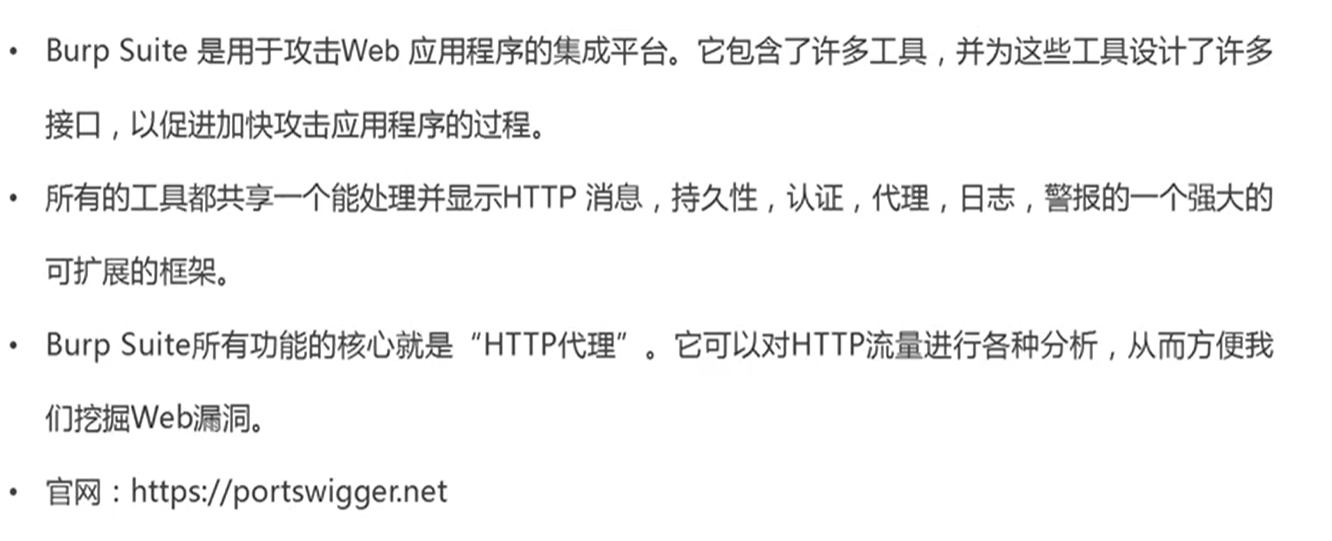 • Burp Suite 是用于攻击Web 应用程序的集成平台。它包含了许多工具，并为这些工具设计了许多
接口，以促进加快攻击应用程序的过程。
• 所有的工具都共享一个能处理并显示HTTP 消息，持久性，认证，代理，日志，警报的一个强大的
可扩展的框架。
• Burp Suite所有功能的核心就是“HTTP代理”。它可以对HTTP流量进行各种分析，从而方便我
们挖掘Web漏洞。
• 官网：https://portswigger.net